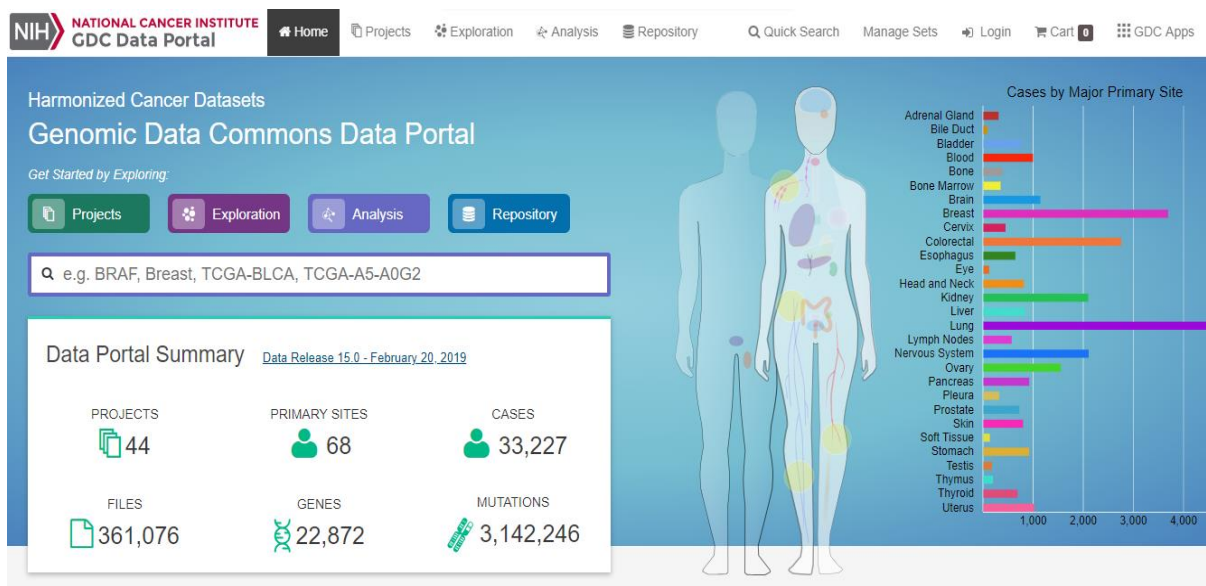 NIH NATIONAL CANCER INSTITUTE
GDC Data Portal
Home Projects Exploration Analysis Repository Quick Search Manage Sets Login Cart 0 GDC Apps
Harmonized Cancer Datasets
Genomic Data Commons Data Portal
Get Started by Exploring:
Projects Exploration Analysis Repository
e.g. BRAF, Breast, TCGA-BLCA, TCGA-A5-A0G2
Data Portal Summary Data Release 15.0 - February 20, 2019
PROJECTS PRIMARY SITES CASES
44 68 33,227
FILES GENES MUTATIONS
361,076 22,872 3,142,246
Cases by Major Primary Site
Adrenal Gland
Bile Duct
Bladder
Blood
Bone
Bone Marrow
Brain
Breast
Cervix
Colorectal
Esophagus
Eye
Head and Neck
Kidney
Liver
Lung
Lymph Nodes
Nervous System
Ovary
Pancreas
Pleura
Prostate
Skin
Soft Tissue
Stomach
Testis
Thymus
Thyroid
Uterus
1,000 2,000 3,000 4,000